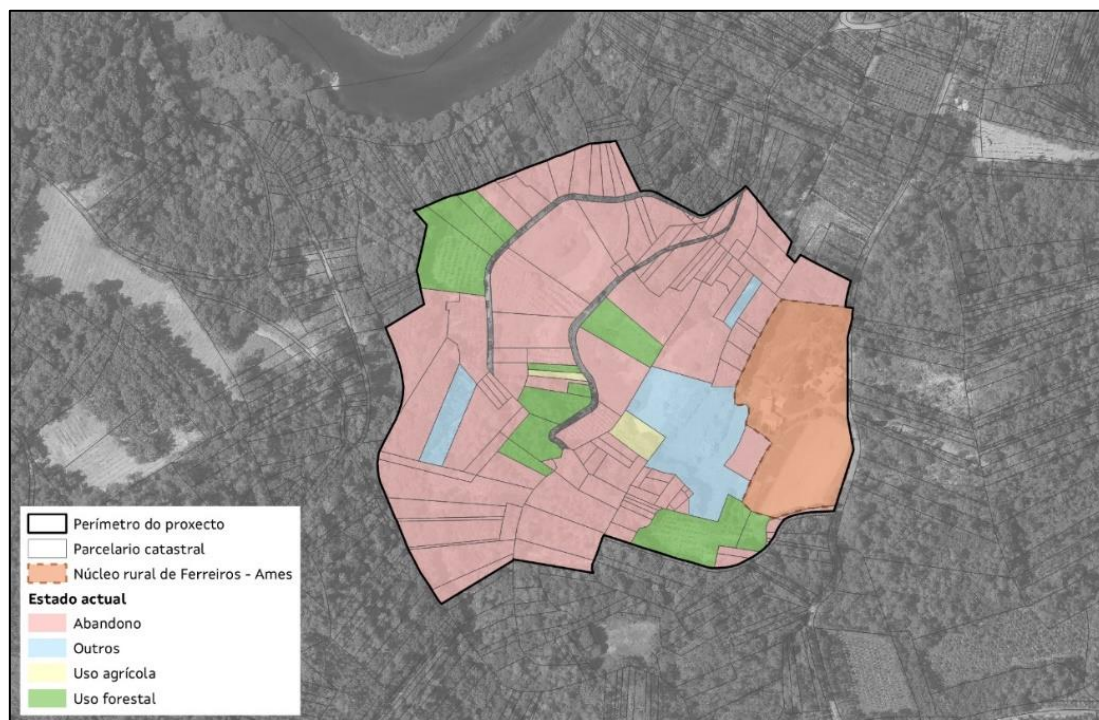 Perímetro do proxecto
Parcelario catastral
Núcleo rural de Ferreiros - Ames
Estado actual
Abandono
Outros
Uso agrícola
Uso forestal